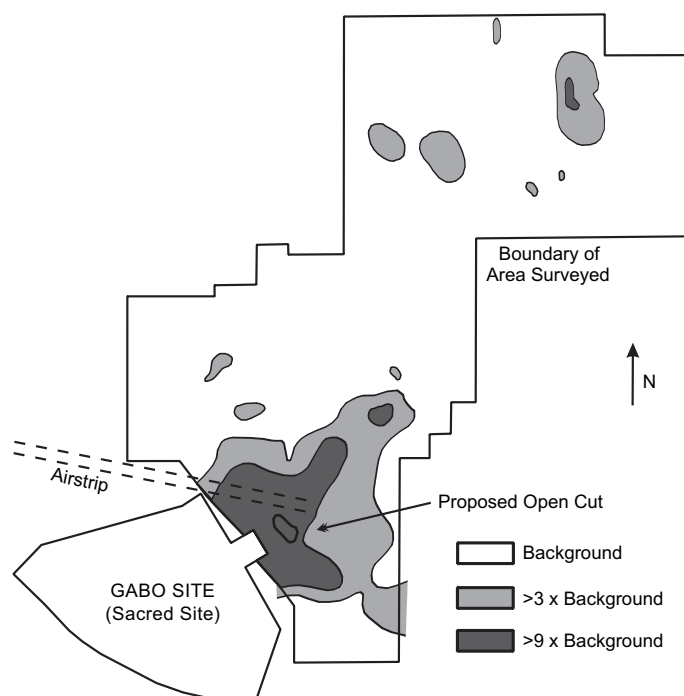 Boundary of
Area Surveyed
N
Airstrip
Proposed Open Cut
GABO SITE
(Sacred Site)
Background
>3 x Background
>9 x Background